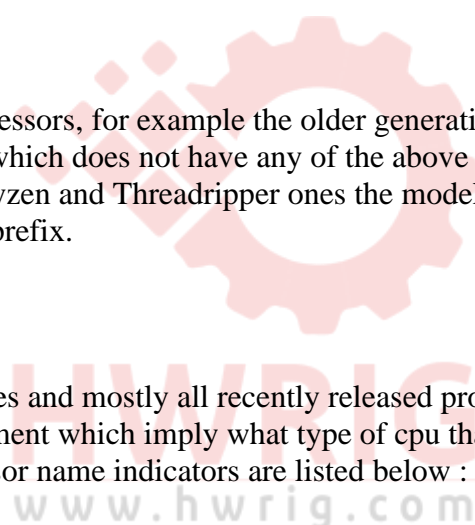 essors, for example the older generati
which does not have any of the above
yzen and Threadripper ones the model
prefix.
es and mostly all recently released pro
ment which imply what type of cpu tha
or name indicators are listed below :
HWRIG
www.hwrig.com